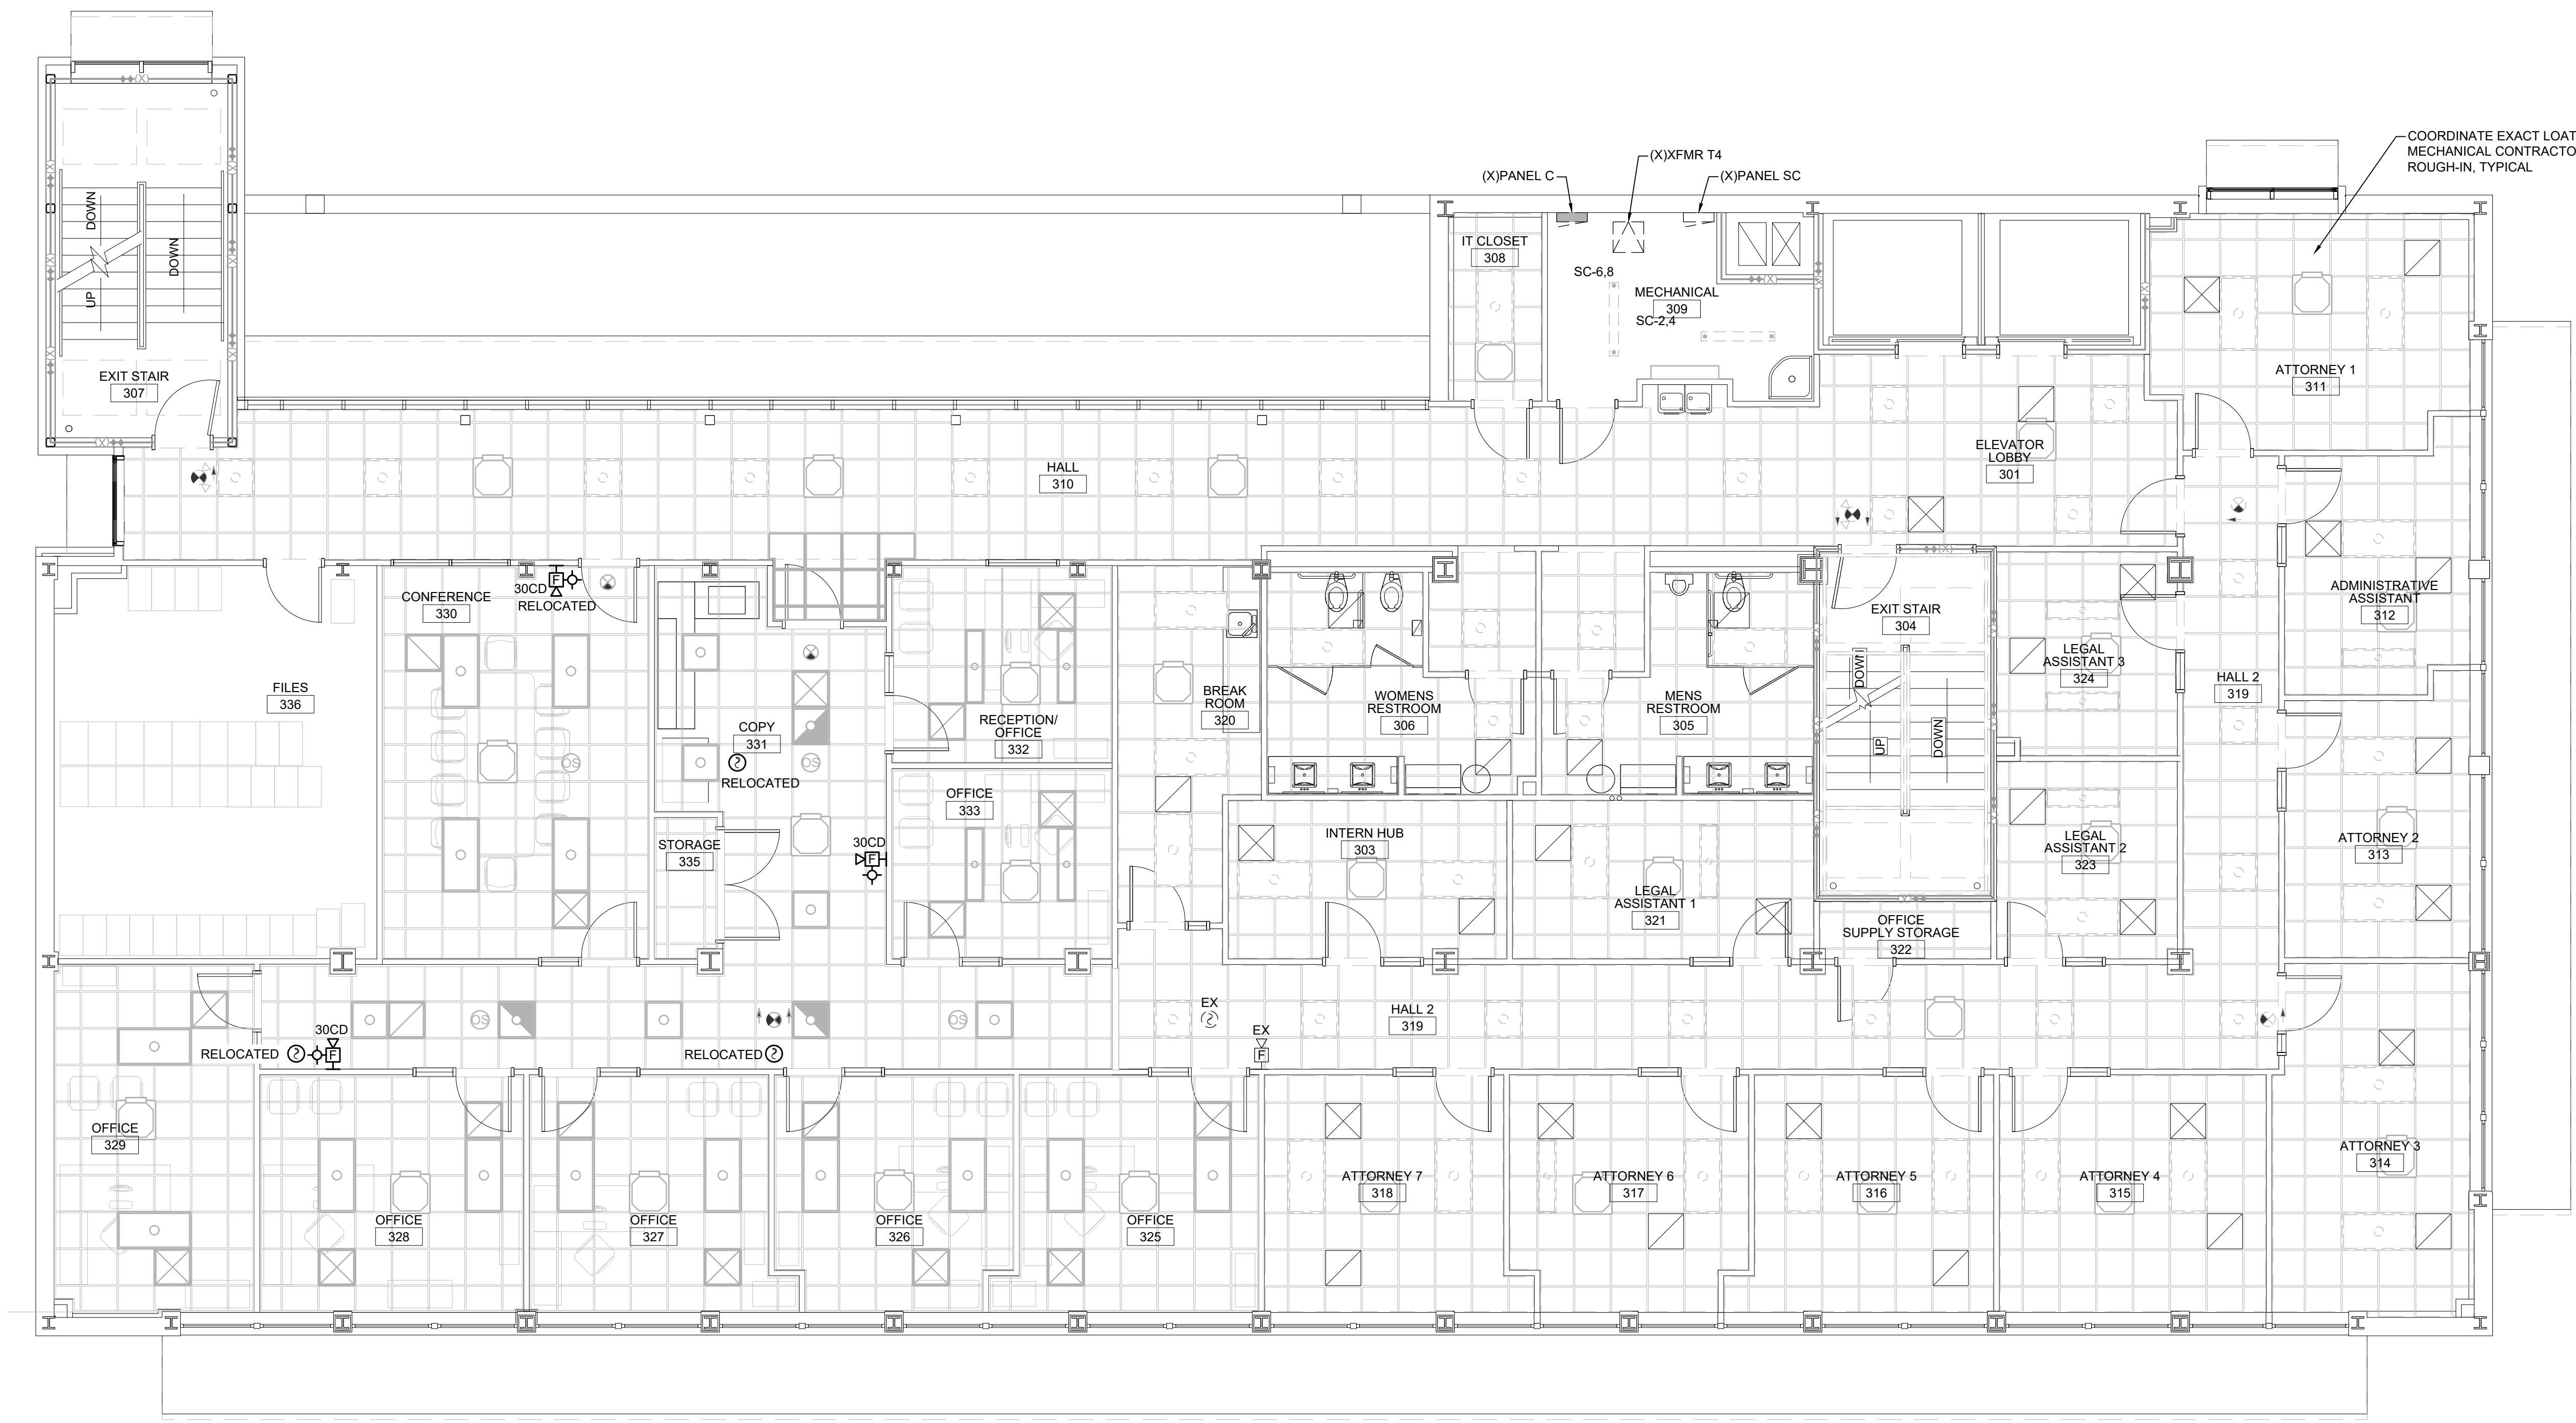 COORDINATE EXACT LOAT
MECHANICAL CONTRACTO
ROUGH-IN, TYPICAL
(X)XFMR T4
(X)PANEL C
(X)PANEL SC
(X)
DOWN
DOWN
UP
EXIT STAIR
307
(X)
IT CLOSET
308
SC-6,8
MECHANICAL
309
SC-2,4
(X)
ATTORNEY 1
311
HALL
310
ELEVATOR
LOBBY
301
CONFERENCE
330
30CD
F
RELOCATED
FILES
336
COPY
331
RELOCATED
OS
OS
RECEPTION/
OFFICE
332
BREAK
ROOM
320
WOMENS
RESTROOM
306
MENS
RESTROOM
305
(X)
EXIT STAIR
304
DOWN
UP
DOWN
LEGAL
ASSISTANT 3
324
HALL 2
319
ADMINISTRATIVE
ASSISTANT
312
STORAGE
335
30CD
F
OFFICE
333
INTERN HUB
303
LEGAL
ASSISTANT 1
321
(X)
OFFICE
SUPPLY STORAGE
322
LEGAL
ASSISTANT 2
323
ATTORNEY 2
313
OS
OS
30CD
RELOCATED
F
RELOCATED
EX
EX
F
HALL 2
319
OFFICE
329
OFFICE
328
OFFICE
327
OFFICE
326
OFFICE
325
ATTORNEY 7
318
ATTORNEY 6
317
ATTORNEY 5
316
ATTORNEY 4
315
ATTORNEY 3
314